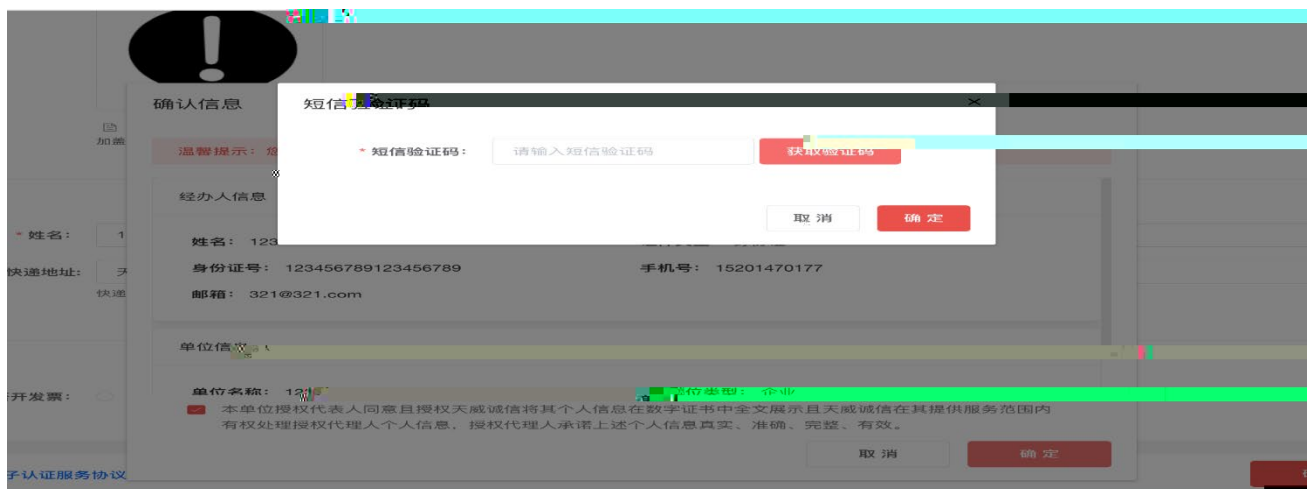 确认信息
短信验证码
×
加盖
温馨提示:
* 短信验证码: 请输入短信验证码 获取验证码
经办人信息
取 消 确 定
* 姓名: 1
姓名: 123
快递地址: 天
身份证号: 123456789123456789 手机号: 15201470177
快递
邮箱: 321@321.com
单位信
开发票:
单位名称: 12 单位类型: 企业
本单位授权代表人同意且授权天威诚信将其个人信息在数字证书中全文展示且天威诚信在其提供服务范围内
有权处理授权代理人个人信息，授权代理人承诺上述个人信息真实、准确、完整、有效。
取 消 确 定
子认证服务协议